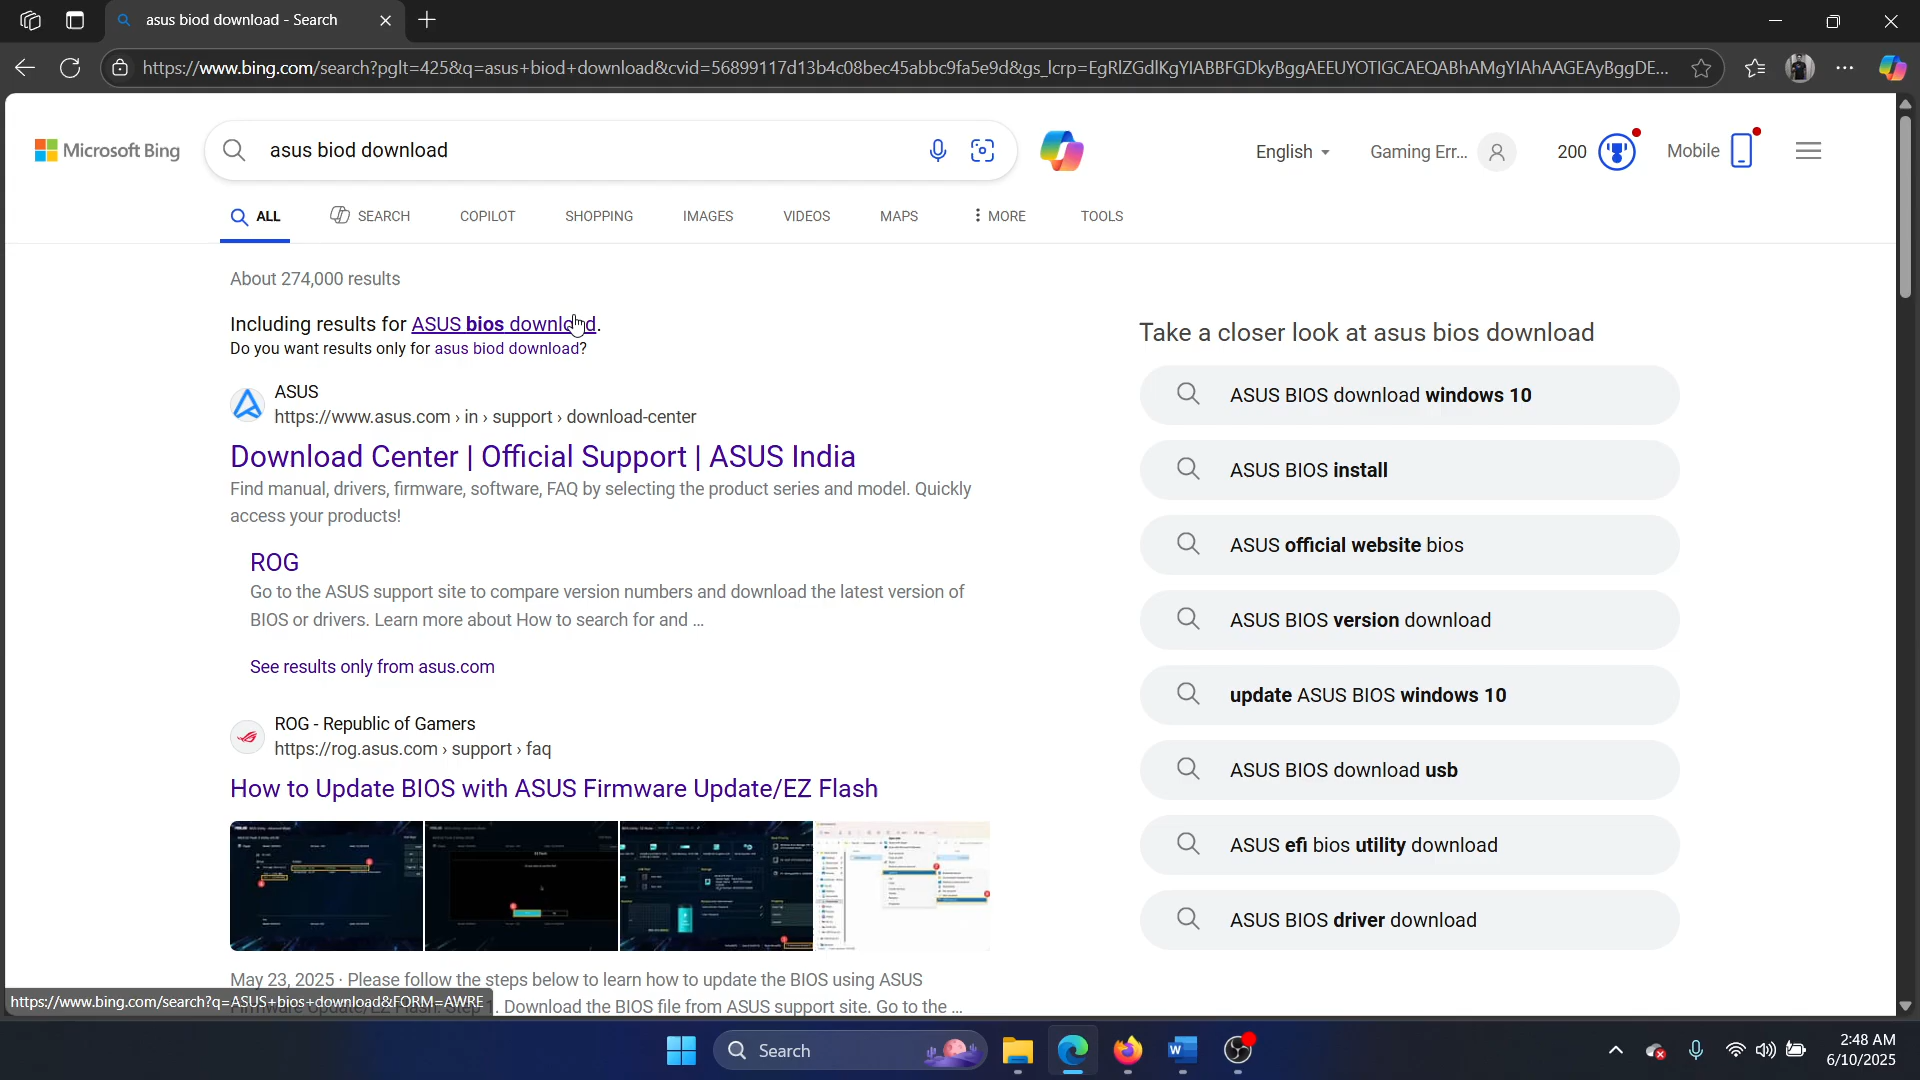 asus biod download - Search
https://www.bing.com/search?pglt=425&q=asus+biod+download&cvid=56899117d13b4c08bec45abbc9fa5e9d&gs_lcrp=EgRlZGdlKgYIABBFGDkyBggAEEUYOTIGCAEQABhAMgYIAhAAGEAyBggDE...
Microsoft Bing
asus biod download
English
Gaming Err...
200
Mobile
ALL
SEARCH
COPILOT
SHOPPING
IMAGES
VIDEOS
MAPS
MORE
TOOLS
About 274,000 results
Including results for ASUS bios download.
Do you want results only for asus biod download?
ASUS
https://www.asus.com › in › support › download-center
Download Center | Official Support | ASUS India
Find manual, drivers, firmware, software, FAQ by selecting the product series and model. Quickly
access your products!
ROG
Go to the ASUS support site to compare version numbers and download the latest version of
BIOS or drivers. Learn more about How to search for and ...
See results only from asus.com
ROG - Republic of Gamers
https://rog.asus.com › support › faq
How to Update BIOS with ASUS Firmware Update/EZ Flash
May 23, 2025 · Please follow the steps below to learn how to update the BIOS using ASUS
1. Download the BIOS file from ASUS support site. Go to the ...
Take a closer look at asus bios download
ASUS BIOS download windows 10
ASUS BIOS install
ASUS official website bios
ASUS BIOS version download
update ASUS BIOS windows 10
ASUS BIOS download usb
ASUS efi bios utility download
ASUS BIOS driver download
https://www.bing.com/search?q=ASUS+bios+download&FORM=AWRE
Search
2:48 AM
6/10/2025